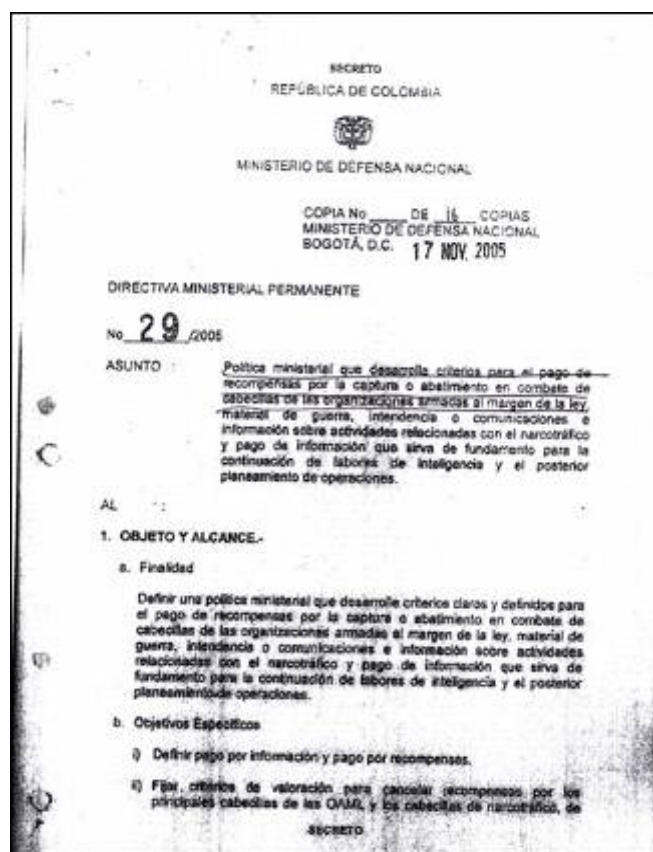 SECRETO
REPÚBLICA DE COLOMBIA
MINISTERIO DE DEFENSA NACIONAL
COPIA No ____ DE 16 COPIAS
MINISTERIO DE DEFENSA NACIONAL
BOGOTÁ, D.C. 17 NOV. 2005
DIRECTIVA MINISTERIAL PERMANENTE
No 29 /2005
ASUNTO : Política ministerial que desarrolla criterios para el pago de
recompensas por la captura o abatimiento en combate de
cabecillas de las organizaciones armadas al margen de la ley,
material de guerra, intendencia o comunicaciones e
información sobre actividades relacionadas con el narcotráfico
y pago de información que sirva de fundamento para la
continuación de labores de inteligencia y el posterior
planeamiento de operaciones.
AL :
1. OBJETO Y ALCANCE.-
a. Finalidad
Definir una política ministerial que desarrolle criterios claros y definidos para
el pago de recompensas por la captura o abatimiento en combate de
cabecillas de las organizaciones armadas al margen de la ley, material de
guerra, intendencia o comunicaciones e información sobre actividades
relacionadas con el narcotráfico y pago de información que sirva de
fundamento para la continuación de labores de inteligencia y el posterior
planeamiento de operaciones.
b. Objetivos Específicos
i) Definir pago por información y pago por recompensas.
ii) Fijar criterios de valoración para cancelar recompensas por los
principales cabecillas de las OAML y los cabecillas de narcotráfico, de
SECRETO